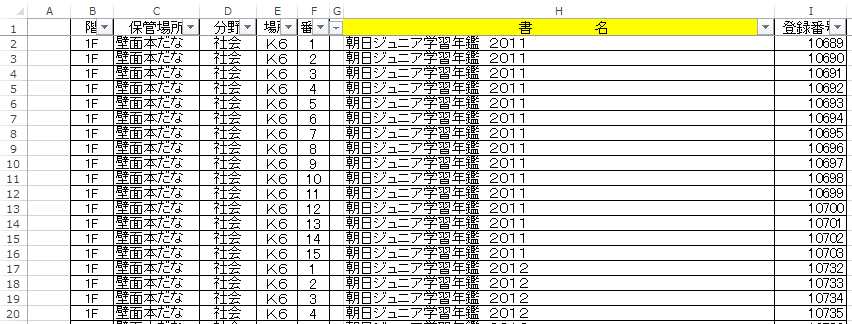 A B C D E F G H I
1 階 保管場所 分野 場所 番 書 名 登録番号
2 1F 壁面本だな 社会 K6 1 朝日ジュニア学習年鑑 2011 10689
3 1F 壁面本だな 社会 K6 2 朝日ジュニア学習年鑑 2011 10690
4 1F 壁面本だな 社会 K6 3 朝日ジュニア学習年鑑 2011 10691
5 1F 壁面本だな 社会 K6 4 朝日ジュニア学習年鑑 2011 10692
6 1F 壁面本だな 社会 K6 5 朝日ジュニア学習年鑑 2011 10693
7 1F 壁面本だな 社会 K6 6 朝日ジュニア学習年鑑 2011 10694
8 1F 壁面本だな 社会 K6 7 朝日ジュニア学習年鑑 2011 10695
9 1F 壁面本だな 社会 K6 8 朝日ジュニア学習年鑑 2011 10696
10 1F 壁面本だな 社会 K6 9 朝日ジュニア学習年鑑 2011 10697
11 1F 壁面本だな 社会 K6 10 朝日ジュニア学習年鑑 2011 10698
12 1F 壁面本だな 社会 K6 11 朝日ジュニア学習年鑑 2011 10699
13 1F 壁面本だな 社会 K6 12 朝日ジュニア学習年鑑 2011 10700
14 1F 壁面本だな 社会 K6 13 朝日ジュニア学習年鑑 2011 10701
15 1F 壁面本だな 社会 K6 14 朝日ジュニア学習年鑑 2011 10702
16 1F 壁面本だな 社会 K6 15 朝日ジュニア学習年鑑 2011 10703
17 1F 壁面本だな 社会 K6 1 朝日ジュニア学習年鑑 2012 10732
18 1F 壁面本だな 社会 K6 2 朝日ジュニア学習年鑑 2012 10733
19 1F 壁面本だな 社会 K6 3 朝日ジュニア学習年鑑 2012 10734
20 1F 壁面本だな 社会 K6 4 朝日ジュニア学習年鑑 2012 10735